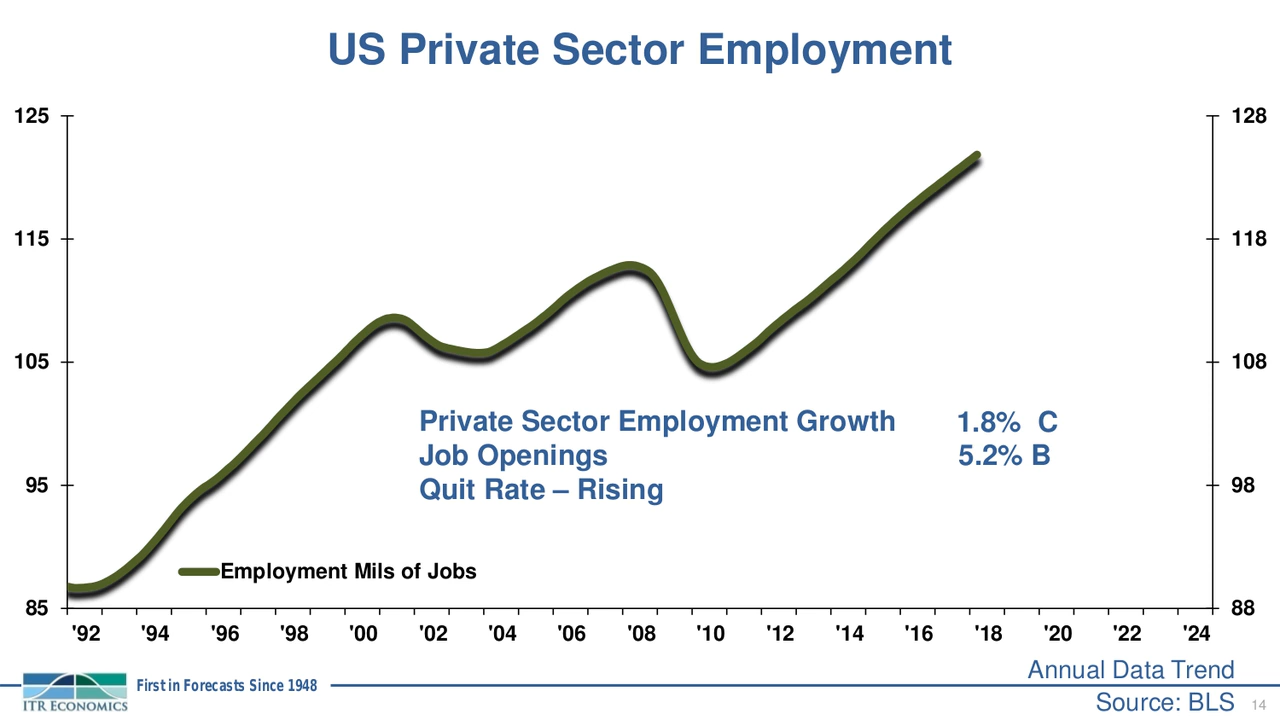 US Private Sector Employment
125
128
115
118
105
108
Private Sector Employment Growth 1.8% C
Job Openings 5.2% B
Quit Rate – Rising
95
98
Employment Mils of Jobs
85
88
'92 '94 '96 '98 '00 '02 '04 '06 '08 '10 '12 '14 '16 '18 '20 '22 '24
Annual Data Trend
First in Forecasts Since 1948
ITR ECONOMICS
Source: BLS
14